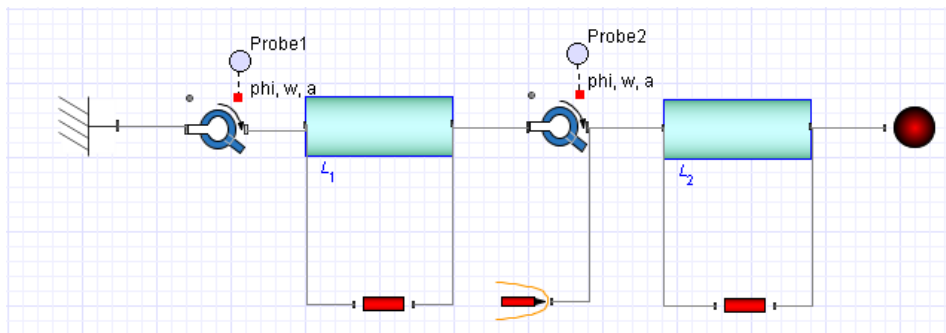 Probe1
Probe2
phi, w, a
phi, w, a
L1
L2